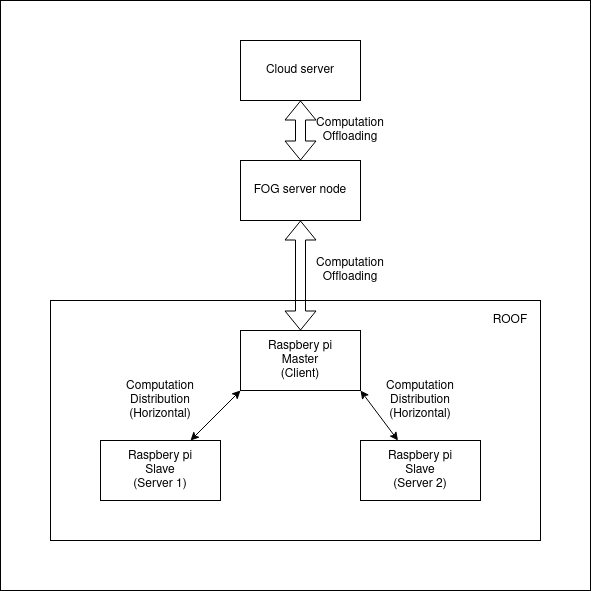 Cloud server
Computation
Offloading
FOG server node
Computation
Offloading
ROOF
Raspbery pi
Master
(Client)
Computation
Distribution
(Horizontal)
Computation
Distribution
(Horizontal)
Raspbery pi
Slave
(Server 1)
Raspbery pi
Slave
(Server 2)